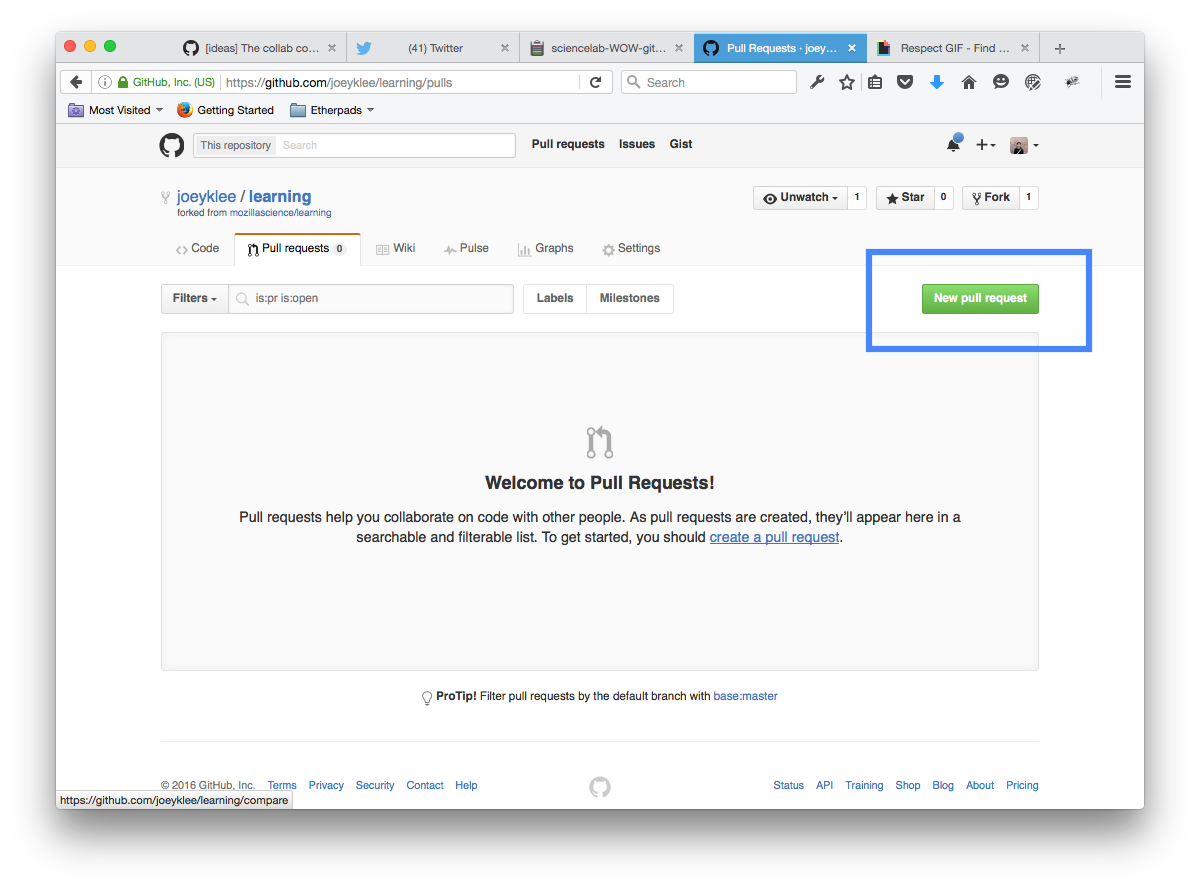 [ideas] The collab co...
(41) Twitter
sciencelab-WOW-git...
Pull Requests · joey...
Respect GIF - Find ...
GitHub, Inc. (US)
https://github.com/joeyklee/learning/pulls
Search
Most Visited
Getting Started
Etherpads
This repository
Search
Pull requests
Issues
Gist
joeyklee / learning
forked from mozillascience/learning
Unwatch
1
Star
0
Fork
1
Code
Pull requests 0
Wiki
Pulse
Graphs
Settings
Filters
is:pr is:open
Labels
Milestones
New pull request
Welcome to Pull Requests!
Pull requests help you collaborate on code with other people. As pull requests are created, they’ll appear here in a
searchable and filterable list. To get started, you should create a pull request.
ProTip! Filter pull requests by the default branch with base:master
© 2016 GitHub, Inc.
Terms
Privacy
Security
Contact
Help
Status
API
Training
Shop
Blog
About
Pricing
https://github.com/joeyklee/learning/compare